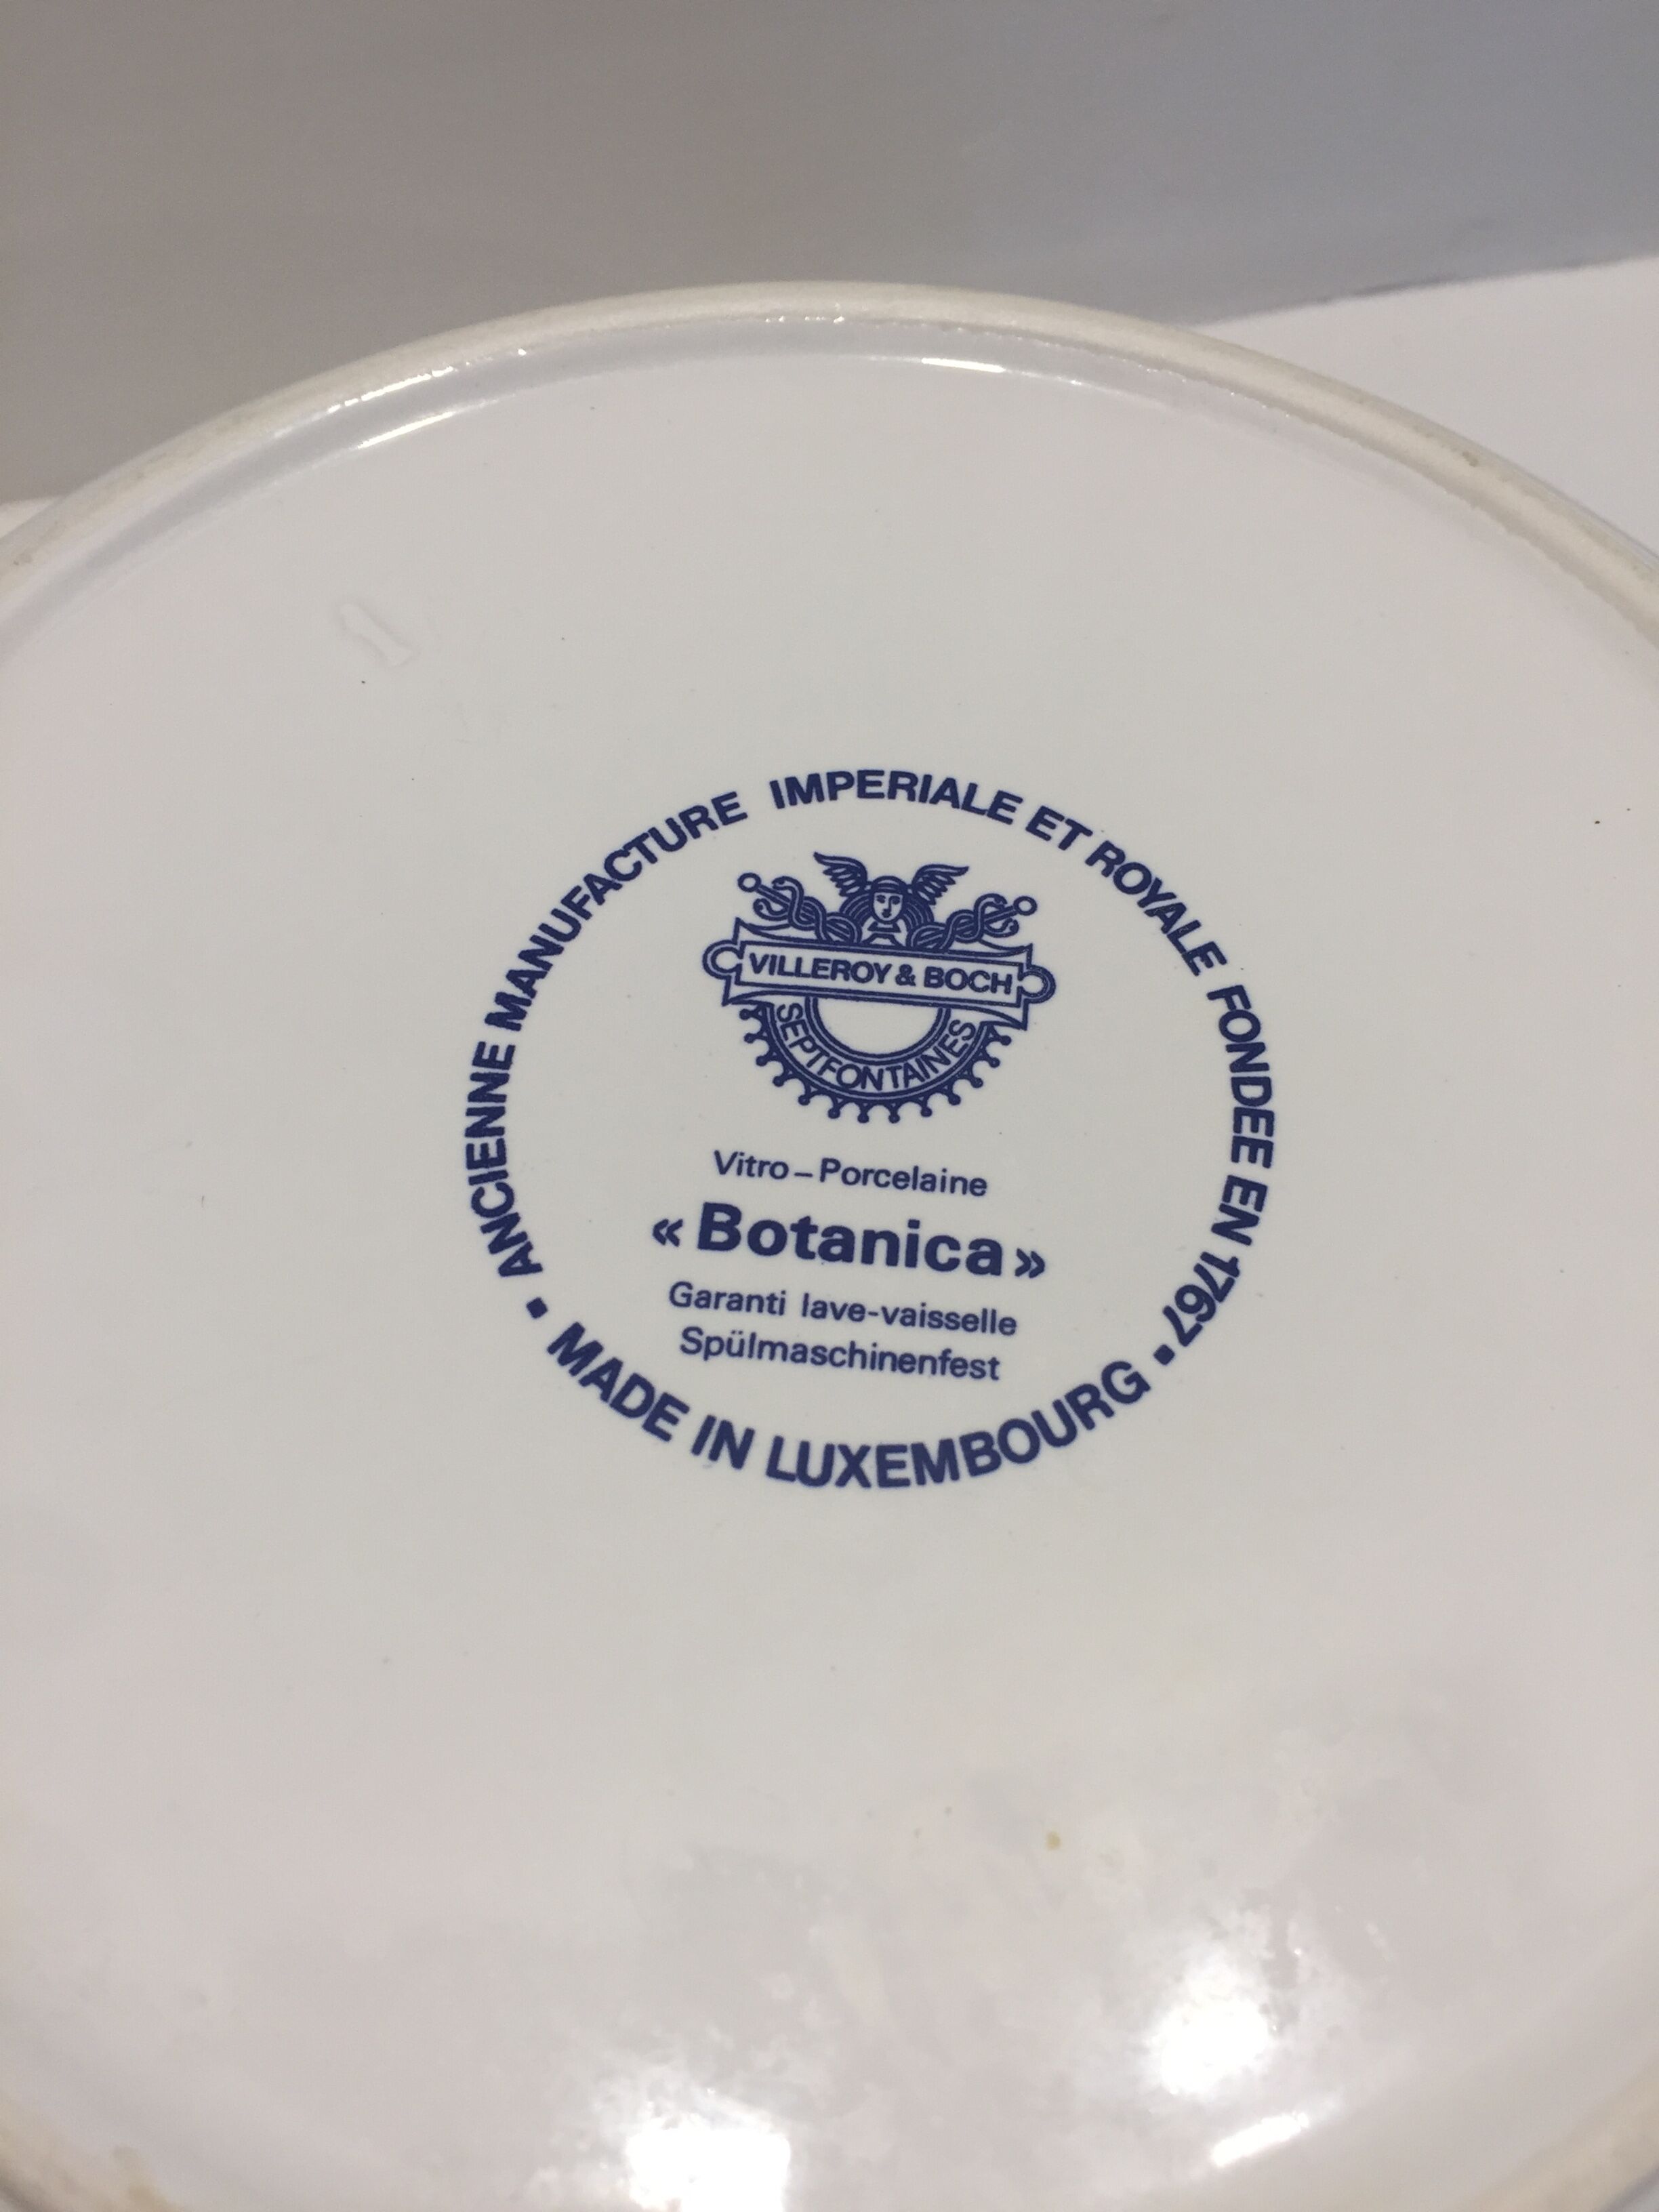 ANCIENNE MANUFACTURE IMPERIALE ET ROYALE FONDEE EN 1767
VILLEROY & BOCH
SEPTFONTAINES
Vitro – Porcelaine
« Botanica »
Garanti lave-vaisselle
Spülmaschinenfest
• MADE IN LUXEMBOURG •
1